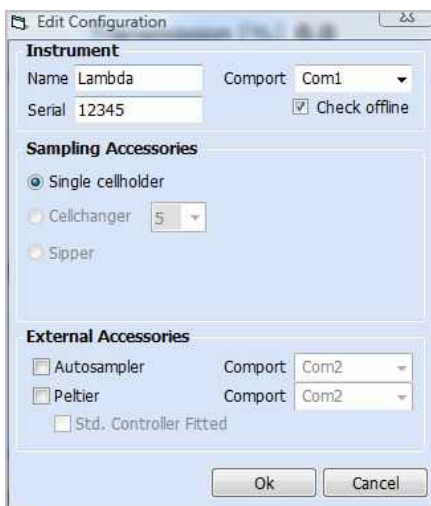 Edit Configuration
Instrument
Name Lambda Comport Com1
Serial 12345 Check offline
Sampling Accessories
Single cellholder
Cellchanger 5
Sipper
External Accessories
Autosampler Comport Com2
Peltier Comport Com2
Std. Controller Fitted
Ok Cancel